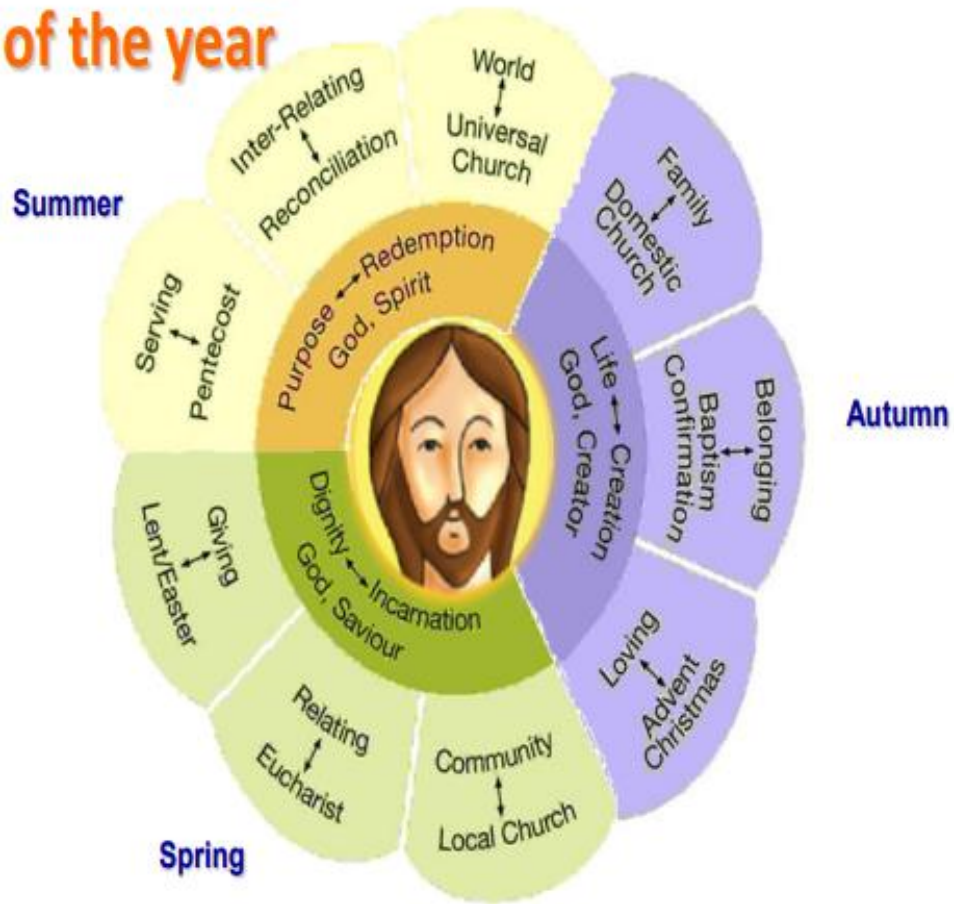 of the year
Summer
Inter-Relating
Reconciliation
World
Universal
Church
Serving
Pentecost
Purpose ↔ Redemption
God, Spirit
Family
Domestic
Church
Life ↔ Creation
God, Creator
Belonging
Baptism
Confirmation
Autumn
Loving
Advent
Christmas
Dignity ↔ Incarnation
God, Saviour
Giving
Lent/Easter
Relating
Eucharist
Community
Local Church
Spring